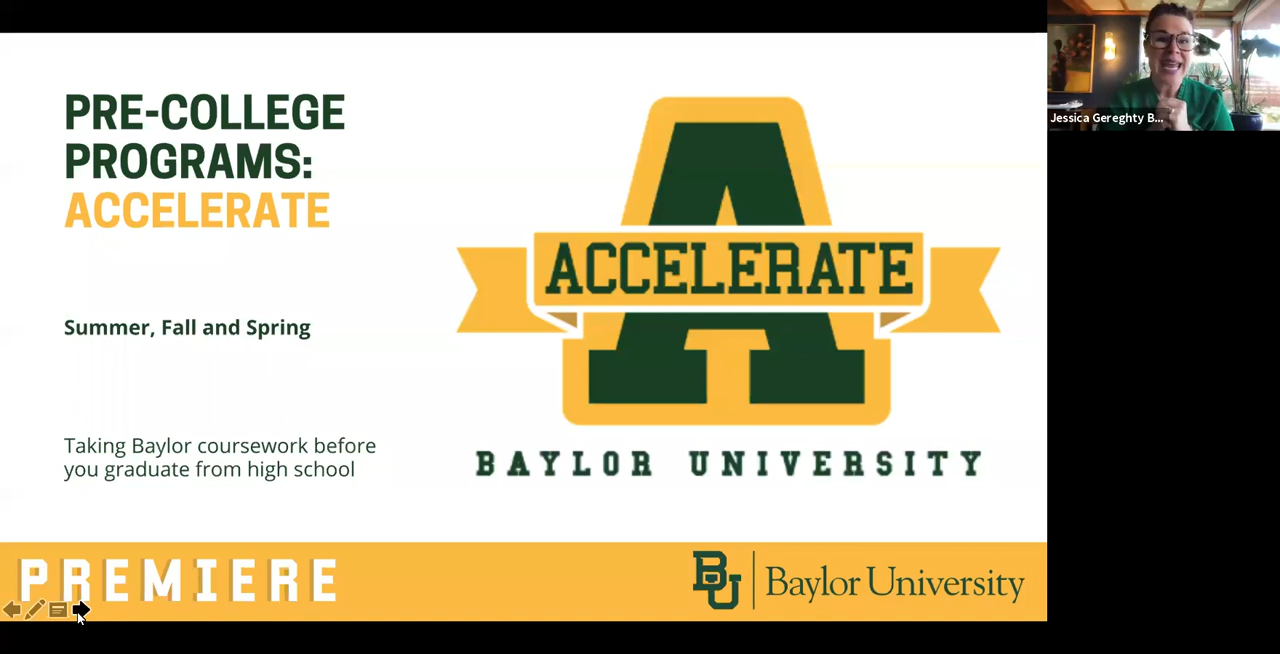 PRE-COLLEGE
PROGRAMS:
ACCELERATE
Summer, Fall and Spring
Taking Baylor coursework before
you graduate from high school
A
ACCELERATE
BAYLOR UNIVERSITY
PREMIERE
BU
Baylor University
Jessica Gereghty B...